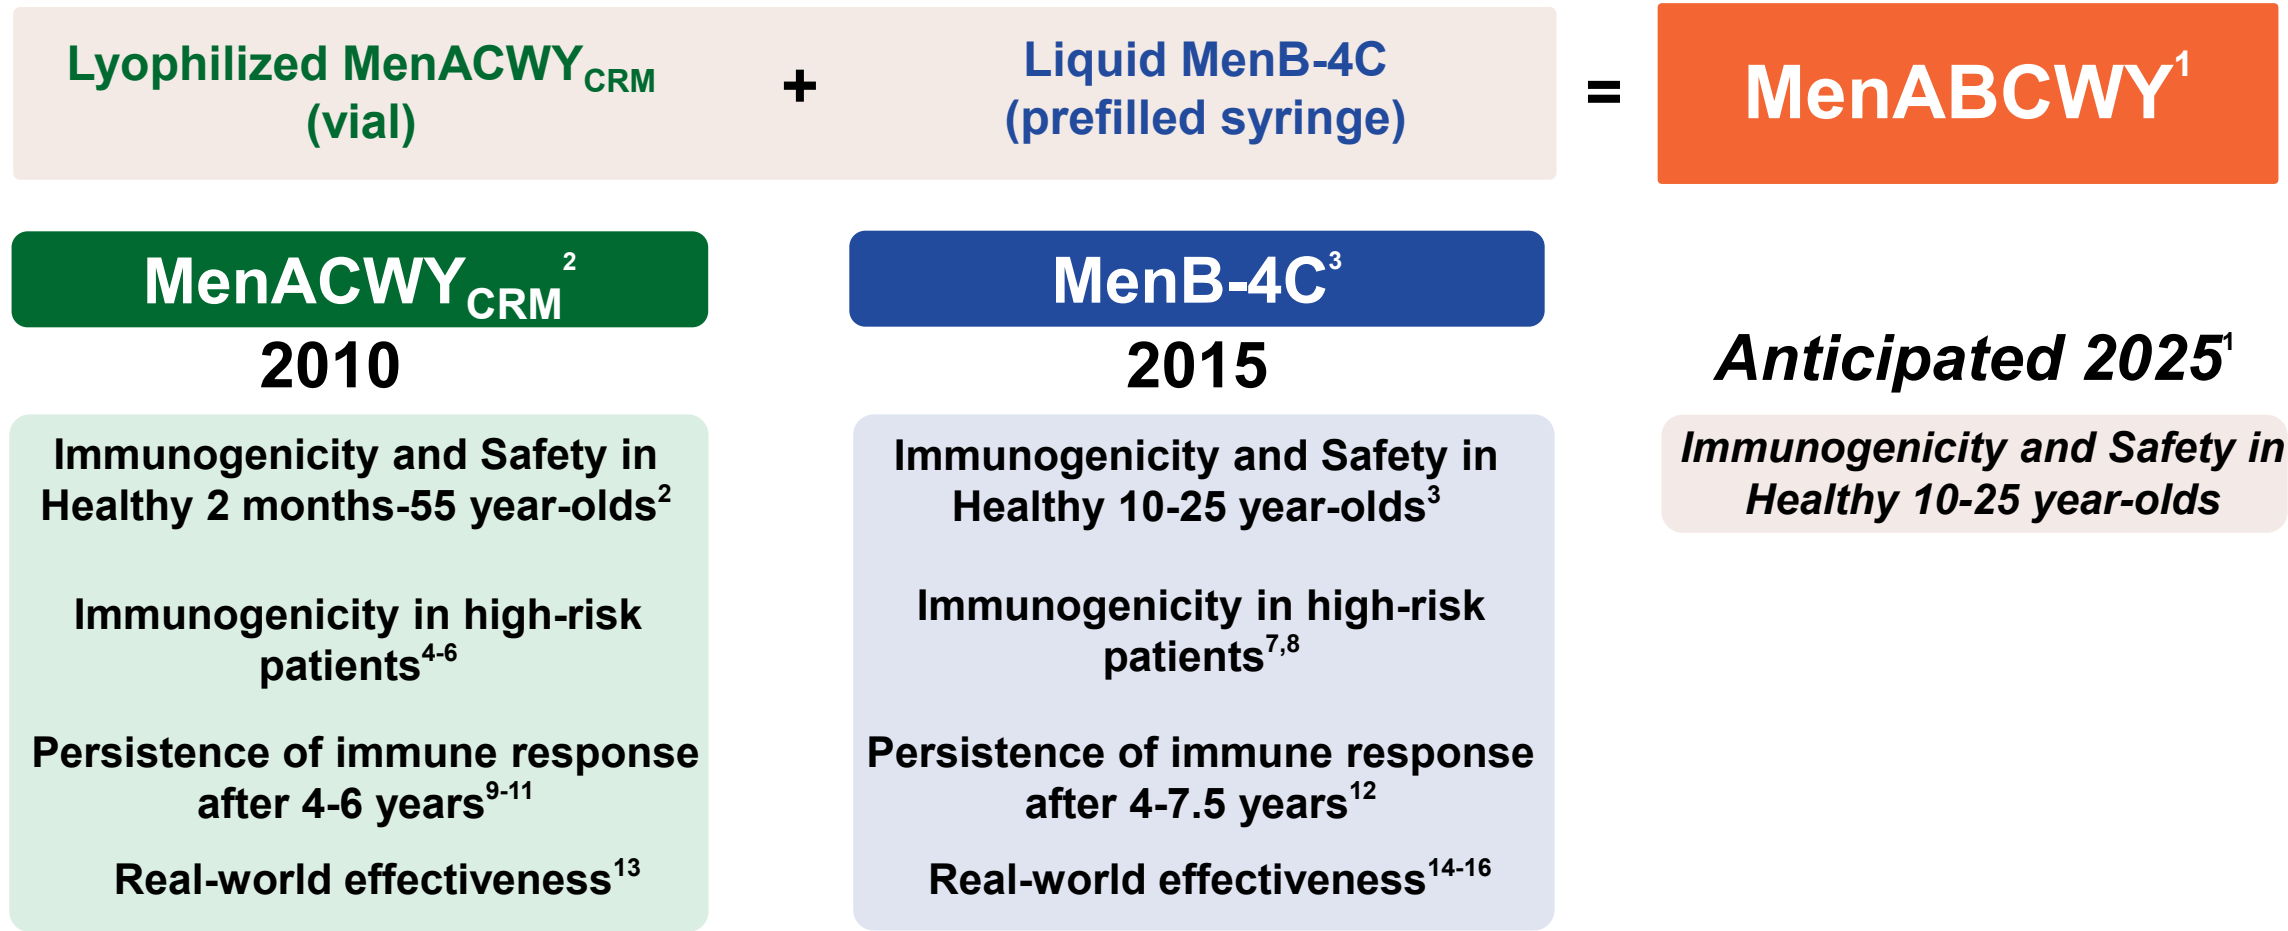 Lyophilized MenACWY_CRM
(vial)
+
Liquid MenB-4C
(prefilled syringe)
=
MenABCWY¹
MenACWY_CRM²
2010
Immunogenicity and Safety in
Healthy 2 months-55 year-olds²
Immunogenicity in high-risk
patients⁴⁻⁶
Persistence of immune response
after 4-6 years⁹⁻¹¹
Real-world effectiveness¹³
MenB-4C³
2015
Immunogenicity and Safety in
Healthy 10-25 year-olds³
Immunogenicity in high-risk
patients⁷,⁸
Persistence of immune response
after 4-7.5 years¹²
Real-world effectiveness¹⁴⁻¹⁶
Anticipated 2025¹
Immunogenicity and Safety in
Healthy 10-25 year-olds